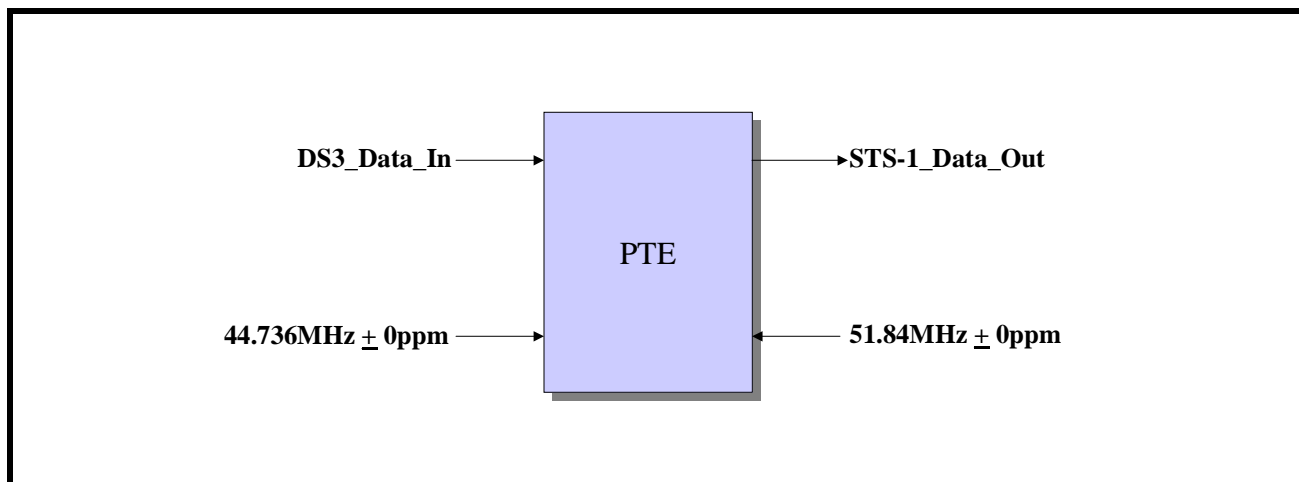 DS3_Data_In
STS-1_Data_Out
PTE
44.736MHz ± 0ppm
51.84MHz ± 0ppm